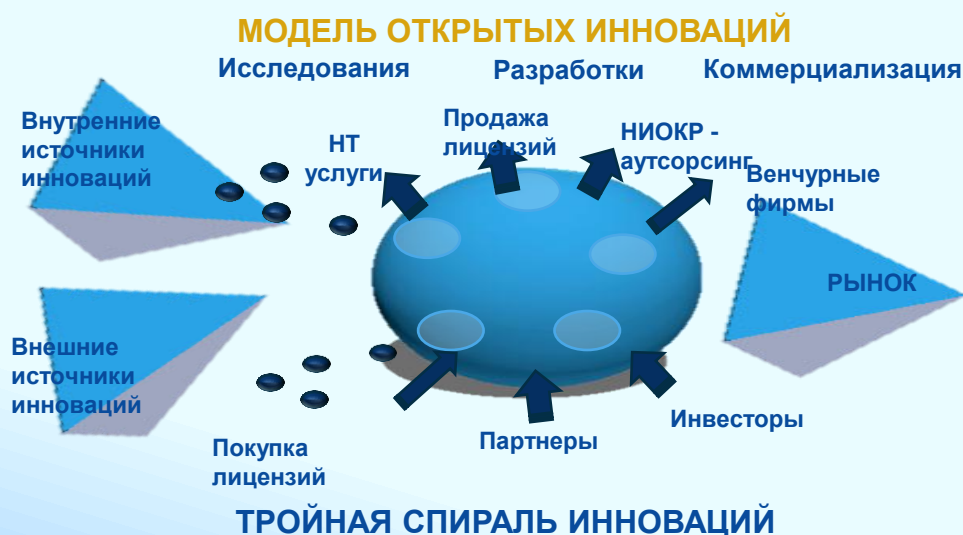 МОДЕЛЬ ОТКРЫТЫХ ИННОВАЦИЙ
Исследования
Разработки
Коммерциализация
Внутренние
источники
инноваций
НТ
услуги
Продажа
лицензий
НИОКР -
аутсорсинг
Венчурные
фирмы
РЫНОК
Внешние
источники
инноваций
Покупка
лицензий
Партнеры
Инвесторы
ТРОЙНАЯ СПИРАЛЬ ИННОВАЦИЙ